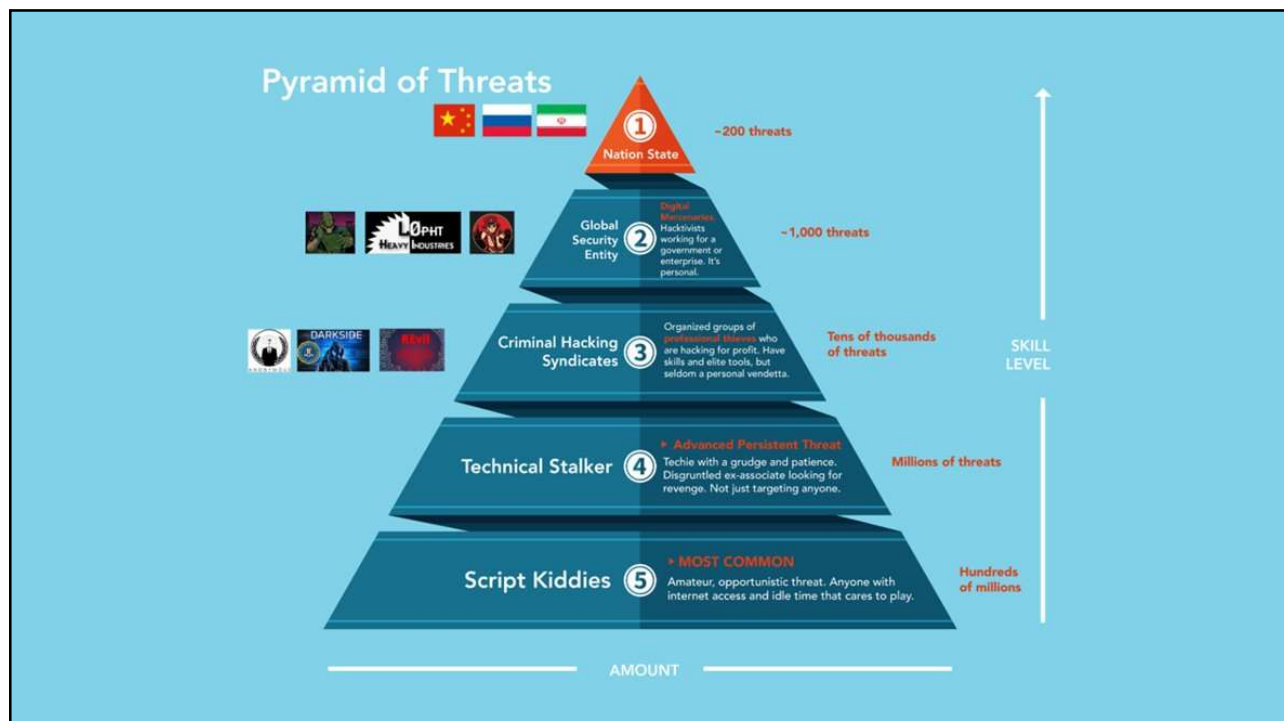 Pyramid of Threats
1
Nation State
~200 threats
Global
Security
Entity
2
Digital
Mercenaries.
Hacktivists
working for a
government or
enterprise. It's
personal.
~1,000 threats
L0PHT
HEAVY INDUSTRIES
Criminal Hacking
Syndicates
3
Organized groups of
professional thieves who
are hacking for profit. Have
skills and elite tools, but
seldom a personal vendetta.
Tens of thousands
of threats
DARKSIDE
REvil
SKILL
LEVEL
Technical Stalker
4
▸ Advanced Persistent Threat
Techie with a grudge and patience.
Disgruntled ex-associate looking for
revenge. Not just targeting anyone.
Millions of threats
Script Kiddies
5
▸ MOST COMMON
Amateur, opportunistic threat. Anyone with
internet access and idle time that cares to play.
Hundreds
of millions
AMOUNT